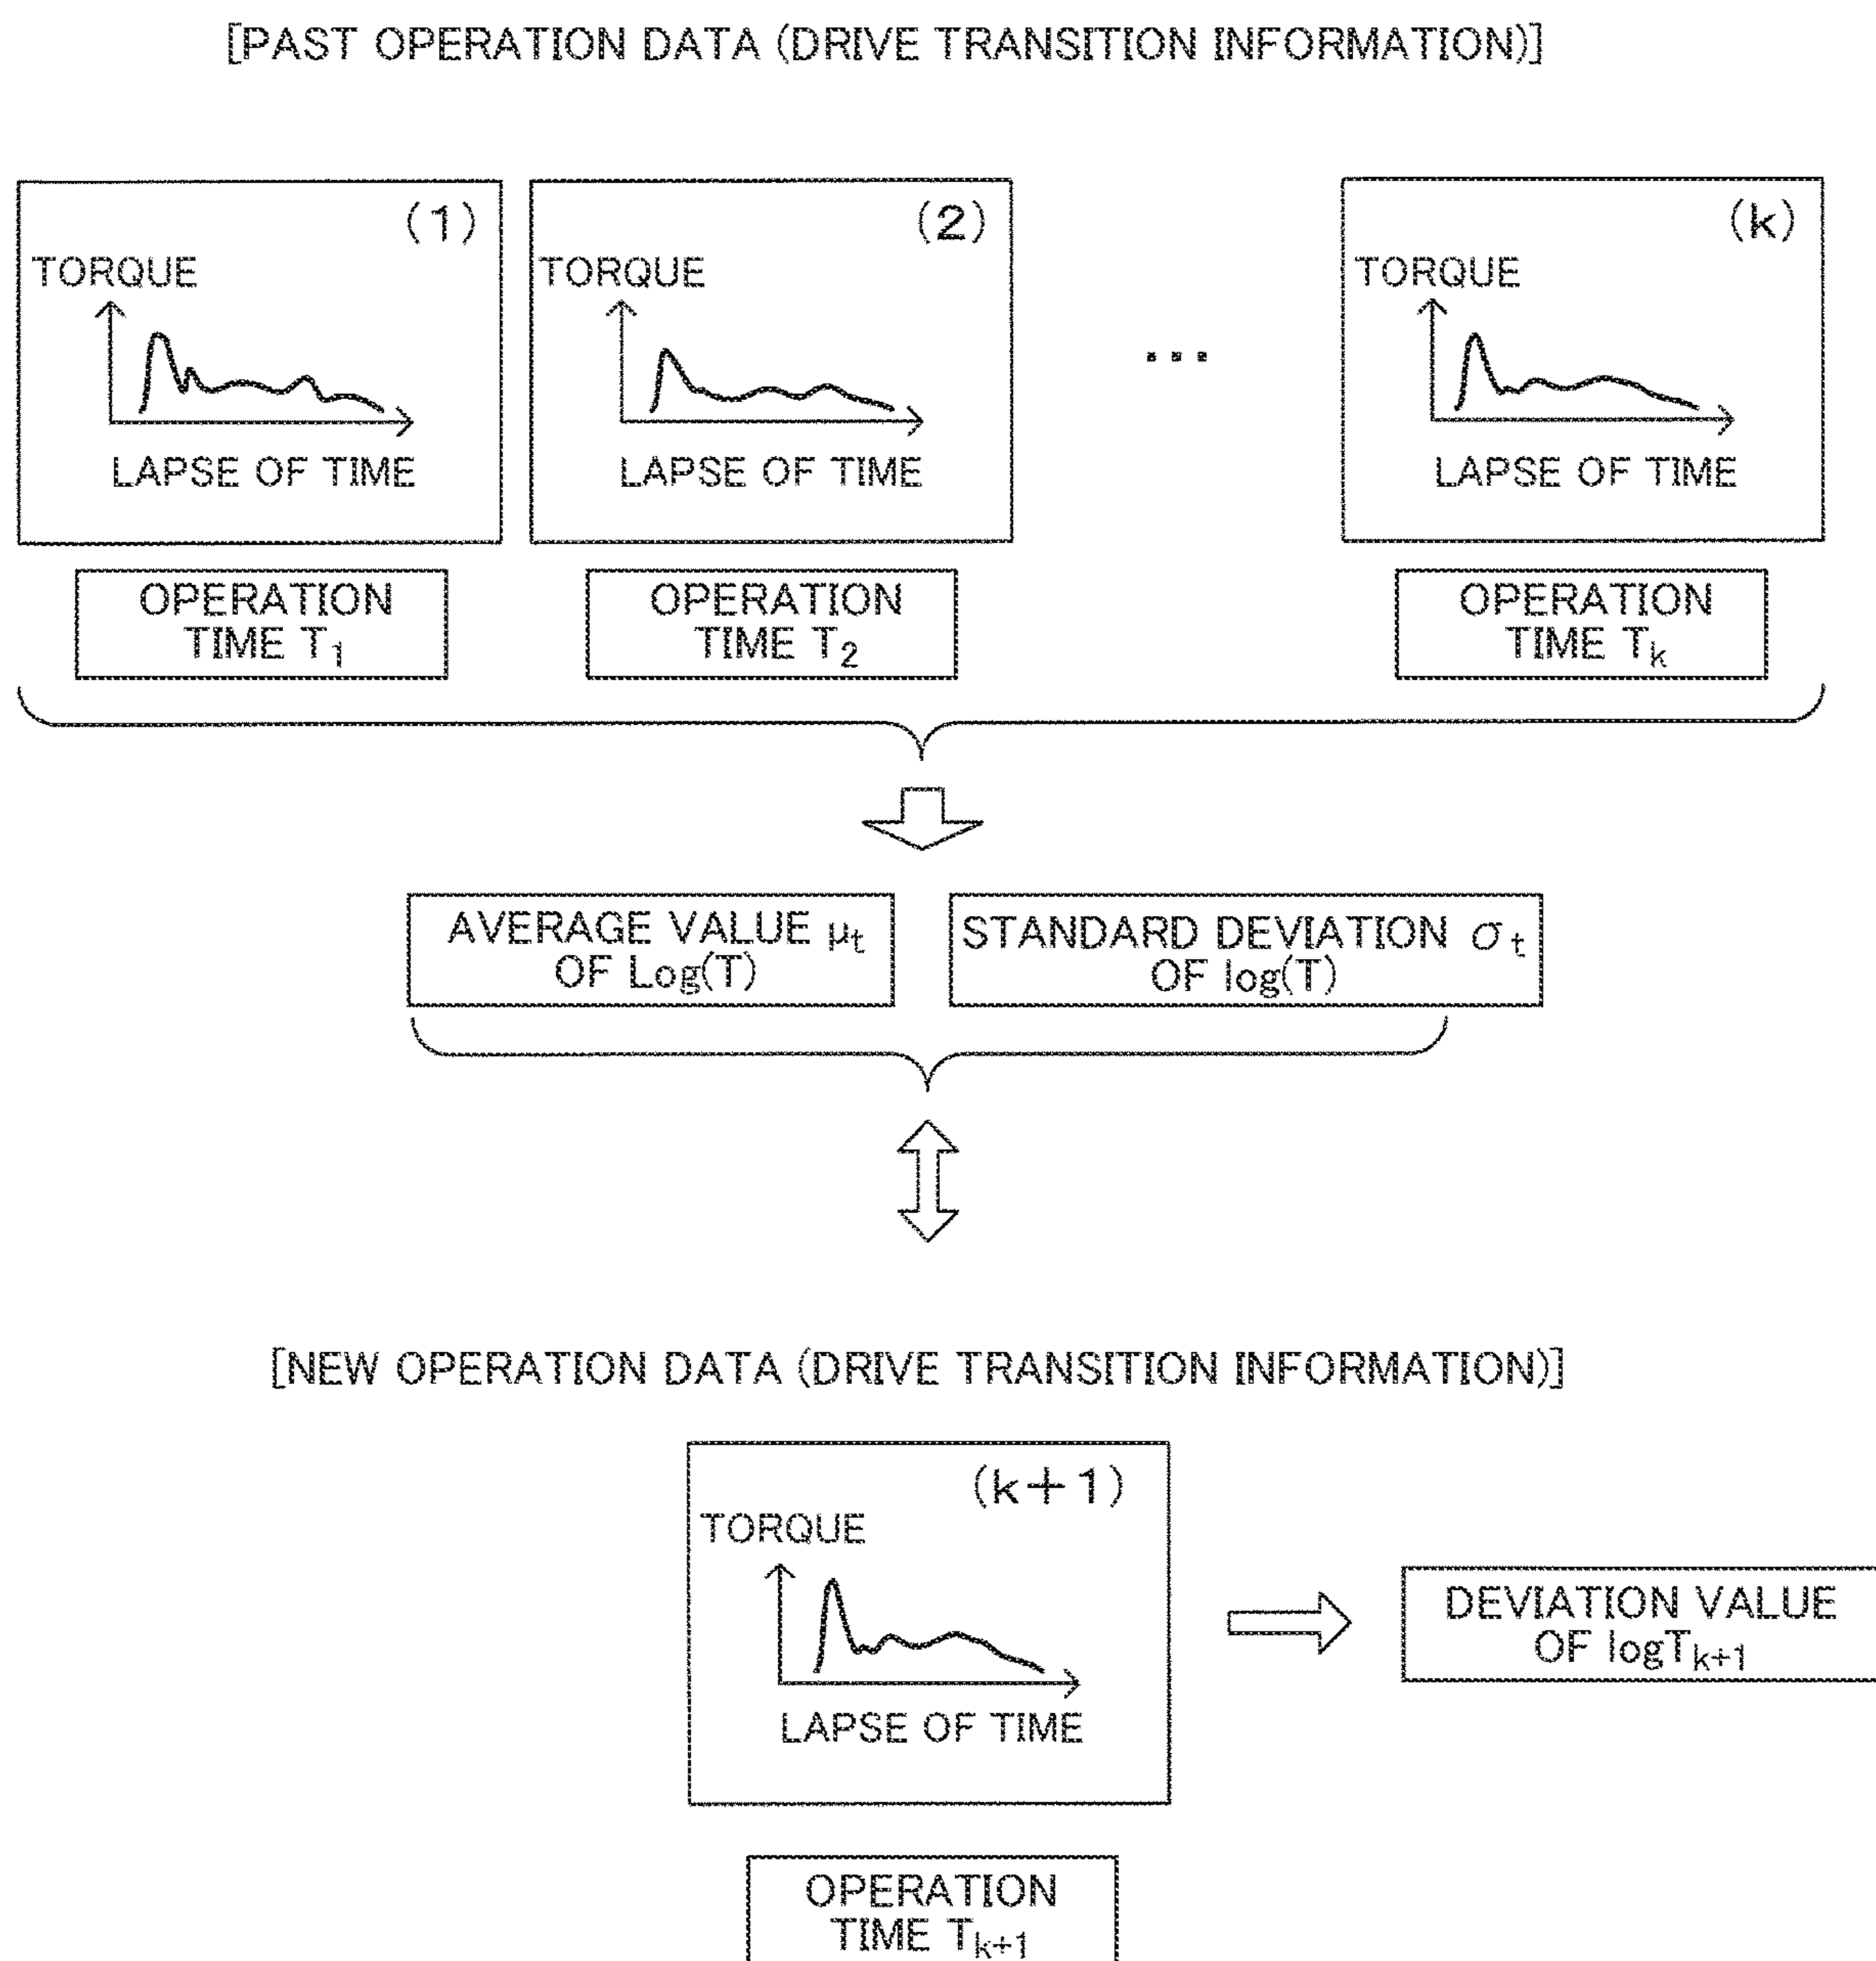 [PAST OPERATION DATA (DRIVE TRANSITION INFORMATION)]
(1)
TORQUE
LAPSE OF TIME
OPERATION
TIME T₁
(2)
TORQUE
LAPSE OF TIME
OPERATION
TIME T₂
...
(k)
TORQUE
LAPSE OF TIME
OPERATION
TIME Tₖ
AVERAGE VALUE μₜ
OF Log(T)
STANDARD DEVIATION σₜ
OF log(T)
[NEW OPERATION DATA (DRIVE TRANSITION INFORMATION)]
(k+1)
TORQUE
LAPSE OF TIME
OPERATION
TIME Tₖ₊₁
DEVIATION VALUE
OF logTₖ₊₁